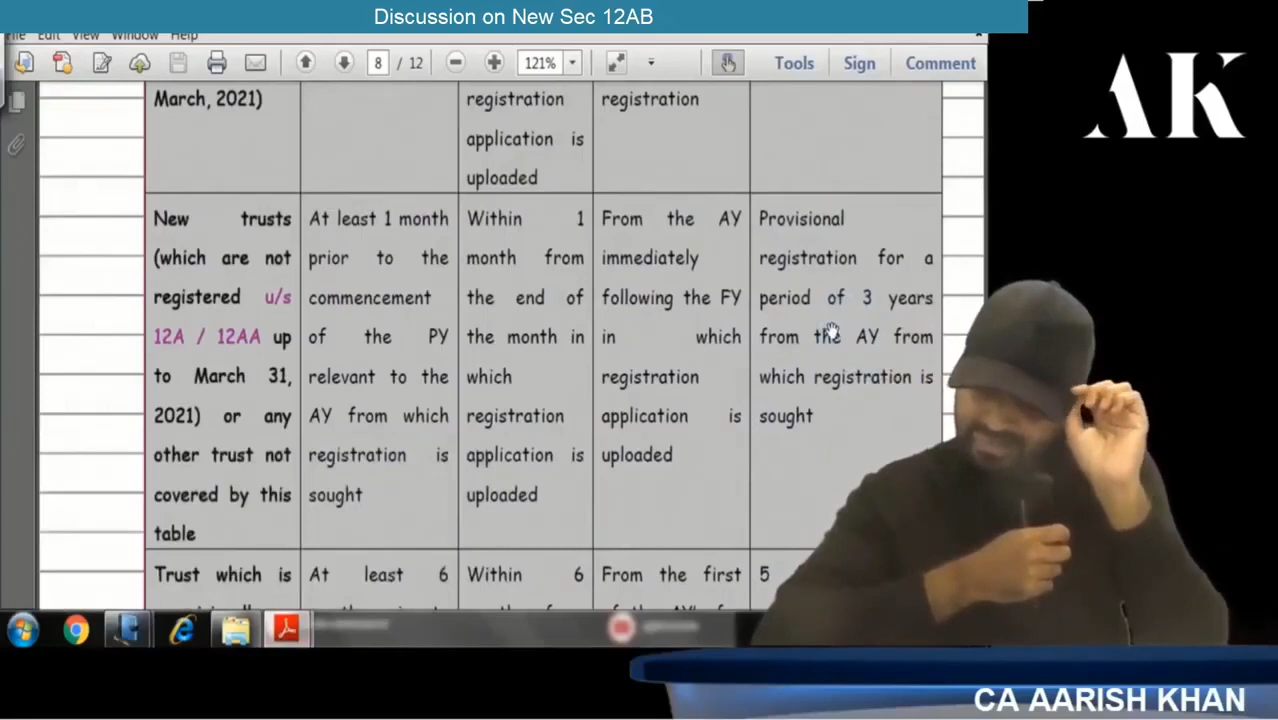 Discussion on New Sec 12AB
File Edit View Window Help
8 / 12
121%
Tools Sign Comment
AK
March, 2021)
registration
application is
uploaded
registration
New trusts
(which are not
registered u/s
12A / 12AA up
to March 31,
2021) or any
other trust not
covered by this
table
At least 1 month
prior to the
commencement
of the PY
relevant to the
AY from which
registration is
sought
Within 1
month from
the end of
the month in
which
registration
application is
uploaded
From the AY
immediately
following the FY
in which
registration
application is
uploaded
Provisional
registration for a
period of 3 years
from the AY from
which registration is
sought
Trust which is
At least 6
Within 6
From the first
5
CA AARISH KHAN